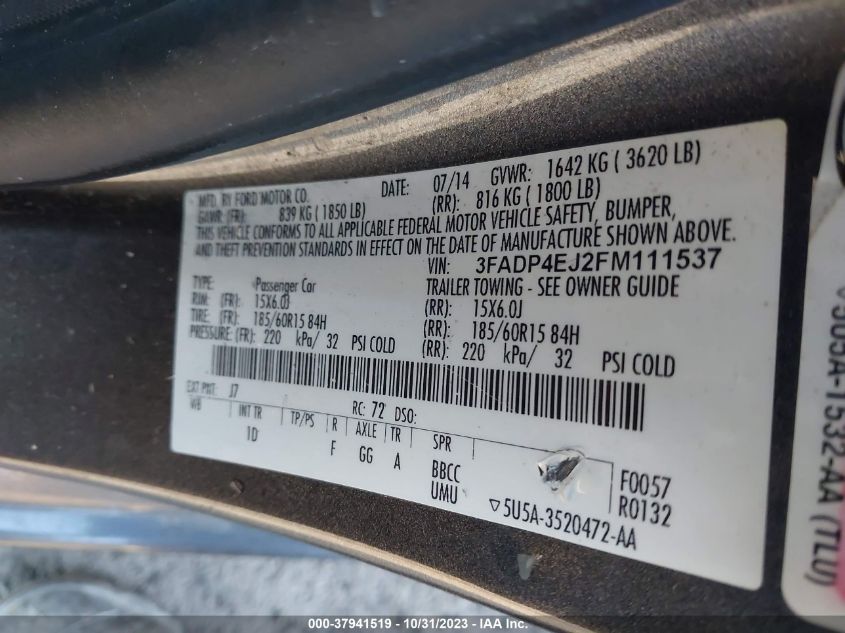 MFD. BY FORD MOTOR CO.
DATE: 07/14 GVWR: 1642 KG ( 3620 LB)
GAWR: (FR): 839 KG ( 1850 LB) (RR): 816 KG ( 1800 LB)
THIS VEHICLE CONFORMS TO ALL APPLICABLE FEDERAL MOTOR VEHICLE SAFETY, BUMPER,
AND THEFT PREVENTION STANDARDS IN EFFECT ON THE DATE OF MANUFACTURE SHOWN ABOVE.
VIN: 3FADP4EJ2FM111537
TYPE: Passenger Car TRAILER TOWING - SEE OWNER GUIDE
RIM: (FR): 15X6.0J (RR): 15X6.0J
TIRE: (FR): 185/60R15 84H (RR): 185/60R15 84H
PRESSURE: (FR): 220 kPa/ 32 PSI COLD (RR): 220 kPa/ 32 PSI COLD
EXT PNT: J7 RC: 72 DSO:
WB INT TR TP/PS R AXLE TR SPR
ID F GG A BBCC F0057
UMU R0132
▽5U5A-3520472-AA
5A-1532-AA (TLU)
000-37941519 - 10/31/2023 - IAA Inc.